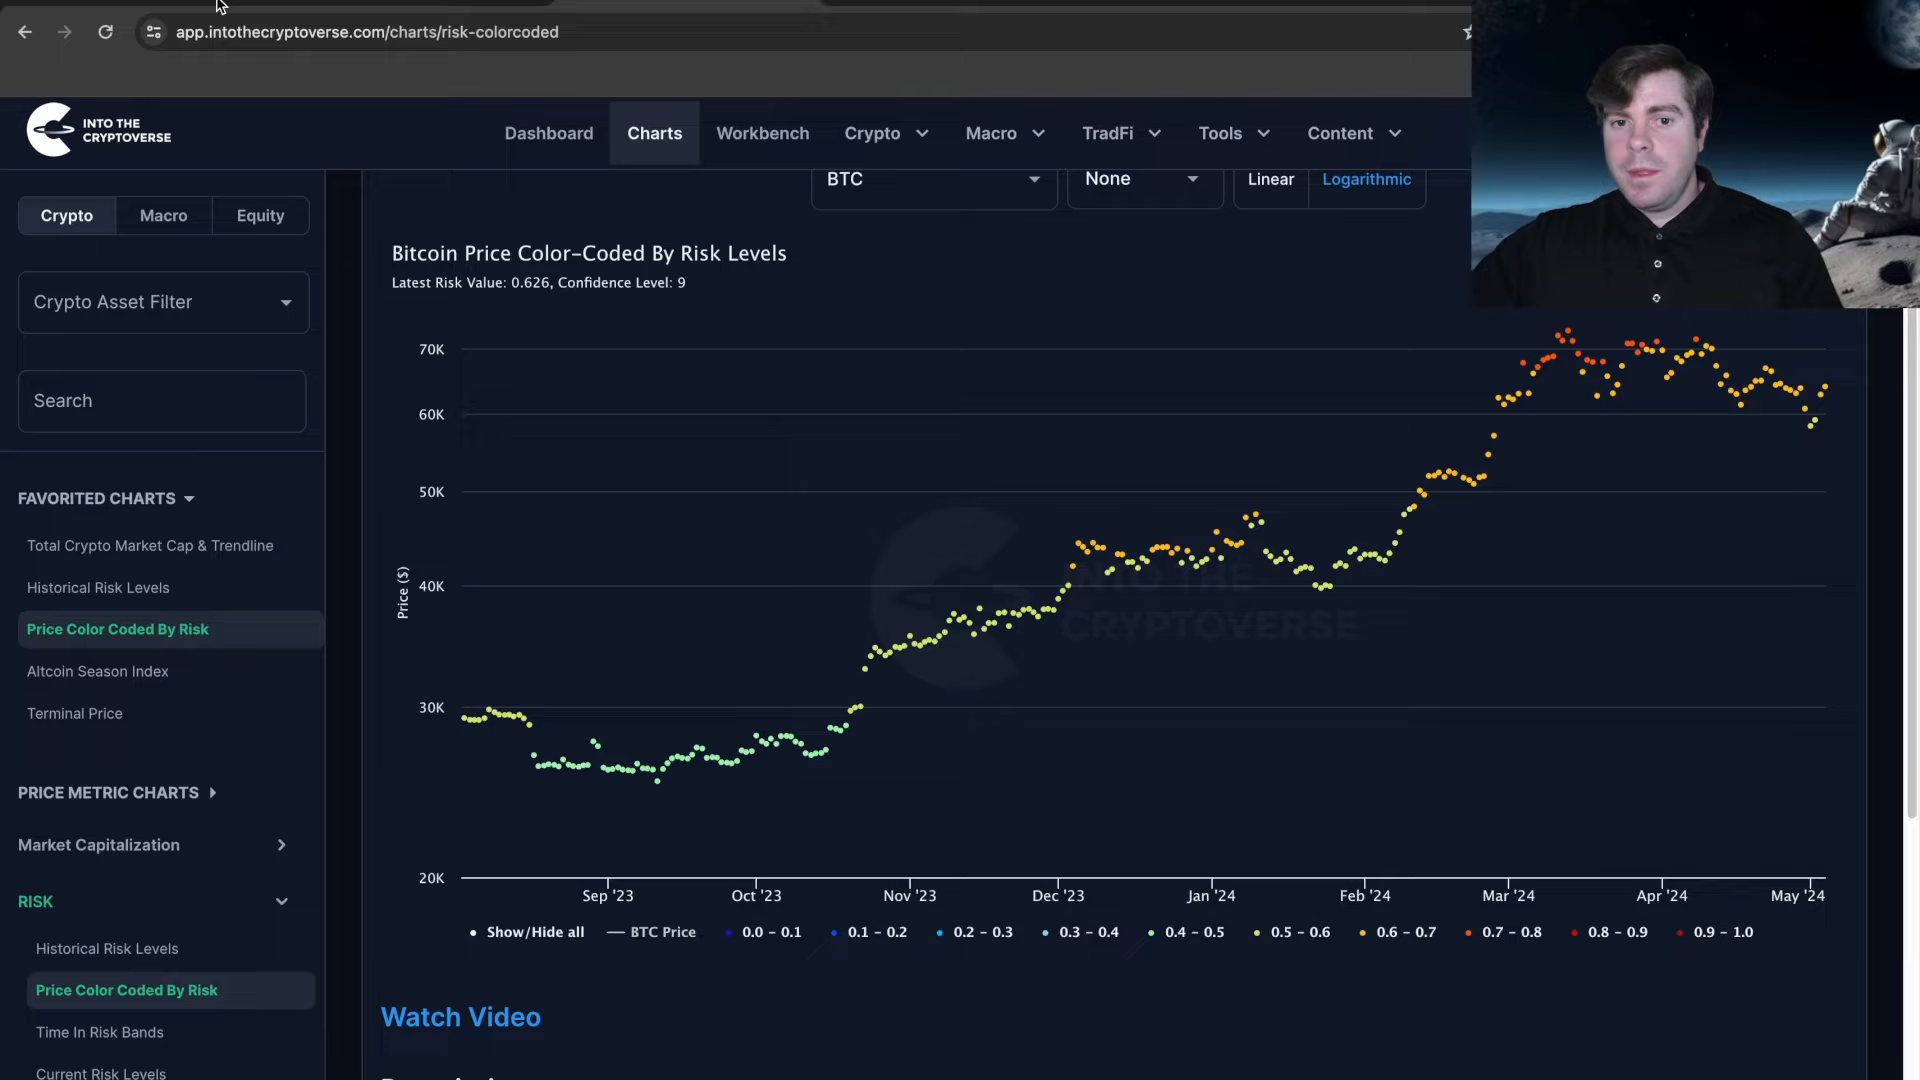 app.intothecryptoverse.com/charts/risk-colorcoded
INTO THE
CRYPTOVERSE
Dashboard
Charts
Workbench
Crypto
Macro
TradFi
Tools
Content
Crypto
Macro
Equity
Crypto Asset Filter
Search
FAVORITED CHARTS
Total Crypto Market Cap & Trendline
Historical Risk Levels
Price Color Coded By Risk
Altcoin Season Index
Terminal Price
PRICE METRIC CHARTS
Market Capitalization
RISK
Historical Risk Levels
Price Color Coded By Risk
Time In Risk Bands
Current Risk Levels
BTC
None
Linear
Logarithmic
Bitcoin Price Color-Coded By Risk Levels
Latest Risk Value: 0.626, Confidence Level: 9
70K
60K
50K
40K
30K
20K
Price ($)
INTO THE
CRYPTOVERSE
Sep '23
Oct '23
Nov '23
Dec '23
Jan '24
Feb '24
Mar '24
Apr '24
May '24
Show/Hide all
BTC Price
0.0 - 0.1
0.1 - 0.2
0.2 - 0.3
0.3 - 0.4
0.4 - 0.5
0.5 - 0.6
0.6 - 0.7
0.7 - 0.8
0.8 - 0.9
0.9 - 1.0
Watch Video